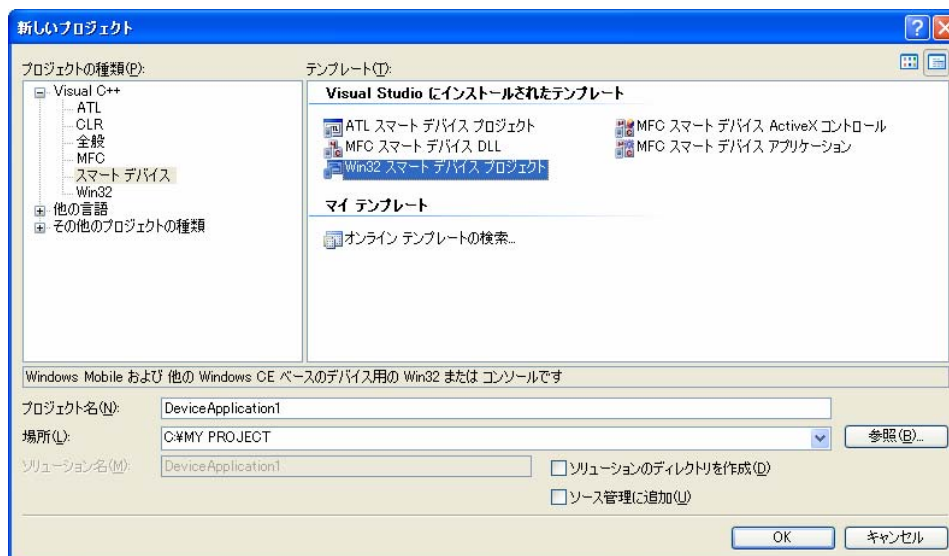 新しいプロジェクト
プロジェクトの種類(P):
テンプレート(T):
Visual C++
ATL
CLR
全般
MFC
スマート デバイス
Win32
他の言語
その他のプロジェクトの種類
Visual Studio にインストールされたテンプレート
ATL スマート デバイス プロジェクト
MFC スマート デバイス ActiveX コントロール
MFC スマート デバイス DLL
MFC スマート デバイス アプリケーション
Win32 スマート デバイス プロジェクト
マイ テンプレート
オンライン テンプレートの検索...
Windows Mobile および 他の Windows CE ベースのデバイス用の Win32 または コンソールです
プロジェクト名(N):
DeviceApplication1
場所(L):
C:¥MY PROJECT
参照(B)...
ソリューション名(M):
DeviceApplication1
ソリューションのディレクトリを作成(D)
ソース管理に追加(U)
OK
キャンセル